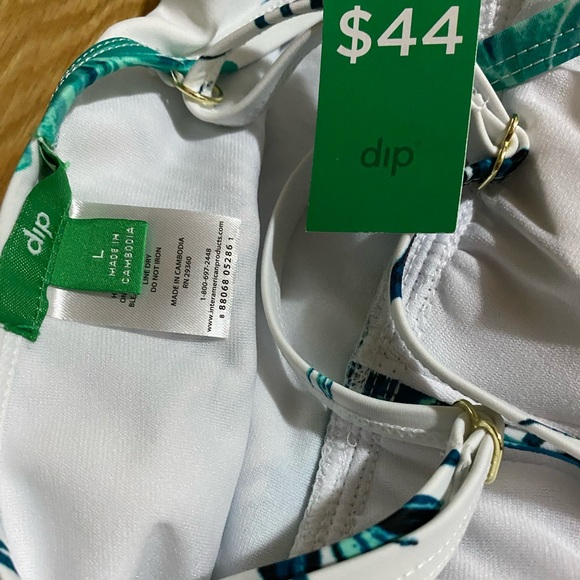 $44
dip
dip
L
MADE IN
CAMBODIA
LINE DRY
DO NOT IRON
MADE IN CAMBODIA
RN 29360
1-800-697-2448
www.interamericanproducts.com
8 88068 05286 1